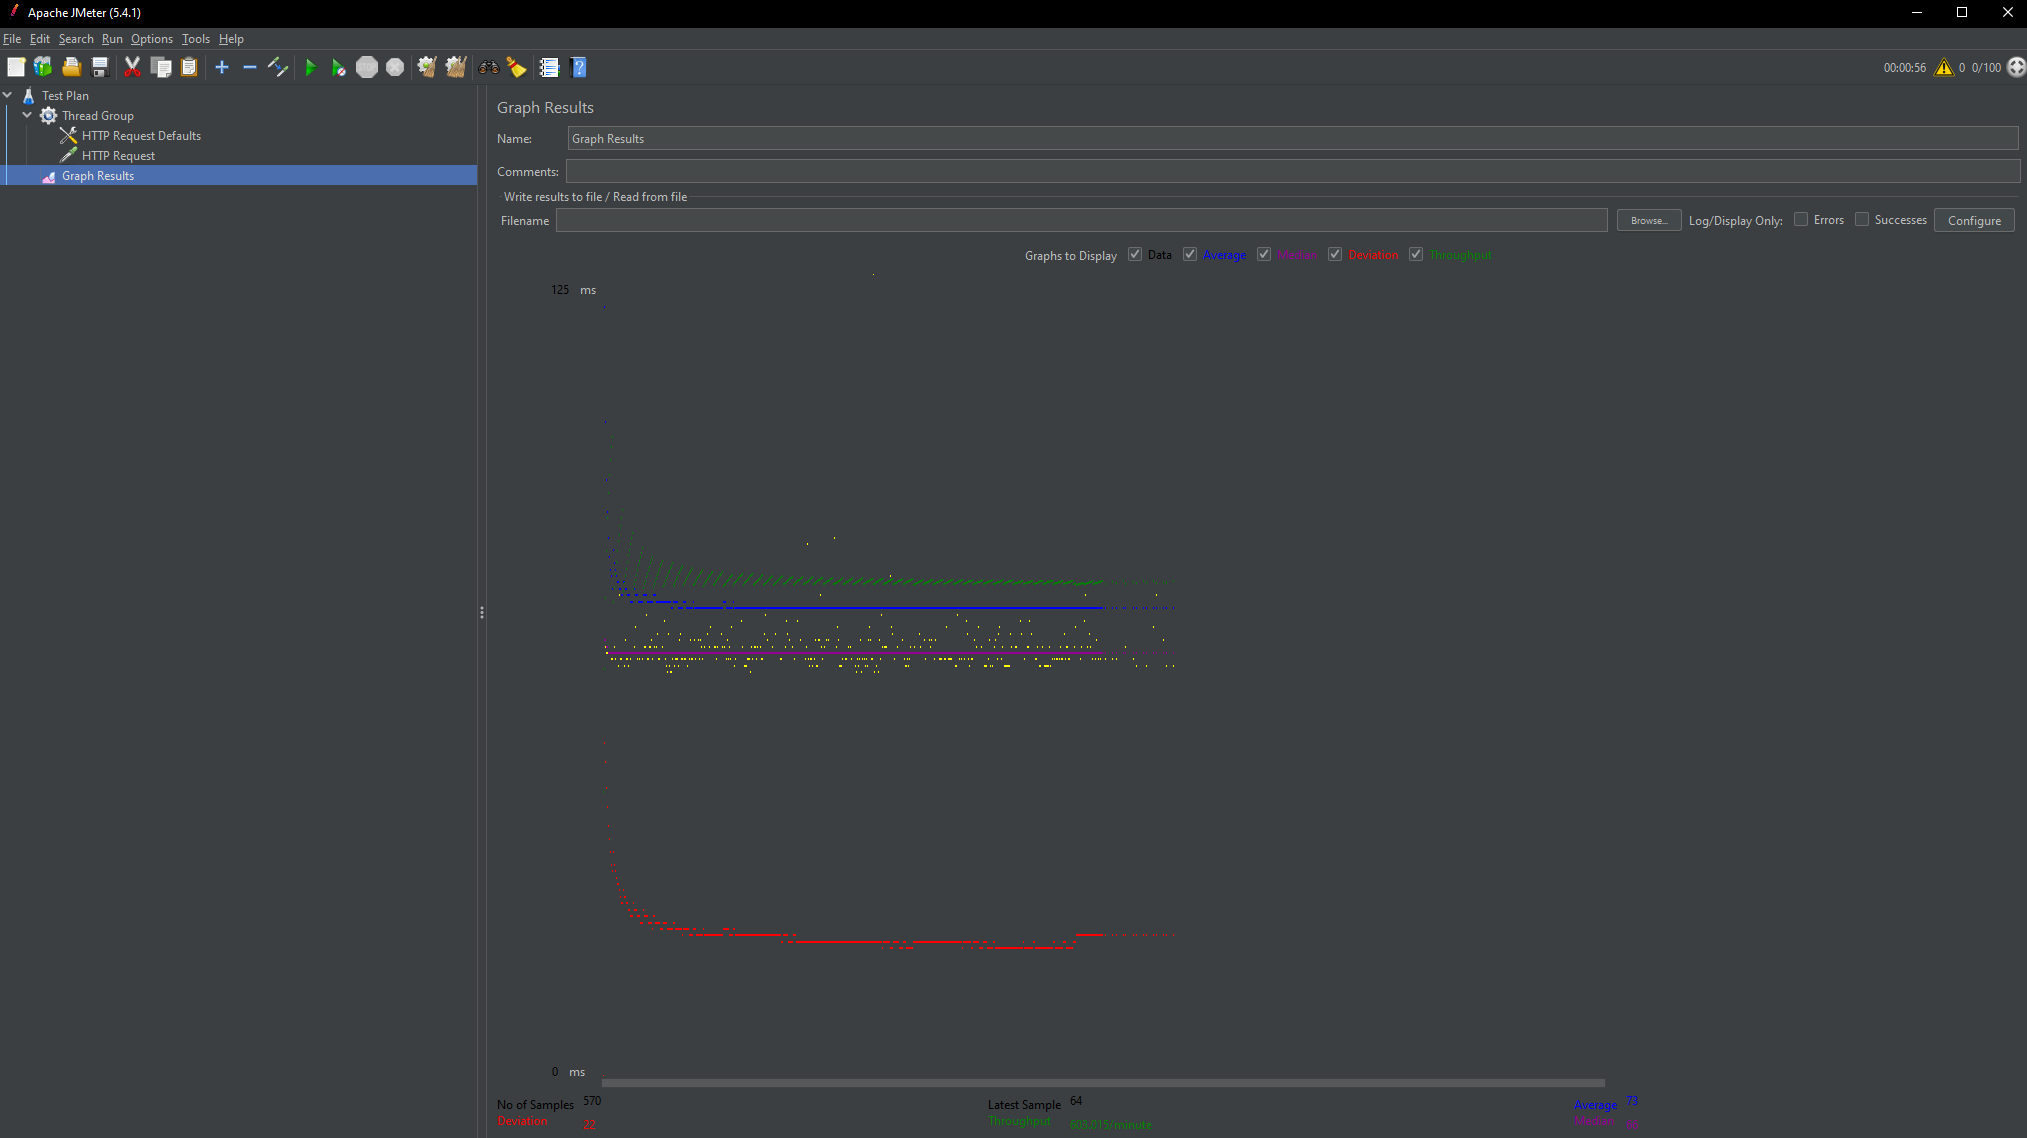 Apache JMeter (5.4.1)
File Edit Search Run Options Tools Help
00:00:56 0 0/100
Test Plan
Thread Group
HTTP Request Defaults
HTTP Request
Graph Results
Graph Results
Name: Graph Results
Comments:
Write results to file / Read from file
Filename Browse... Log/Display Only: Errors Successes Configure
Graphs to Display Data Average Median Deviation Throughput
125 ms
0 ms
No of Samples 570 Latest Sample 64 Average 73
Deviation 22 Throughput 603.015/minute Median